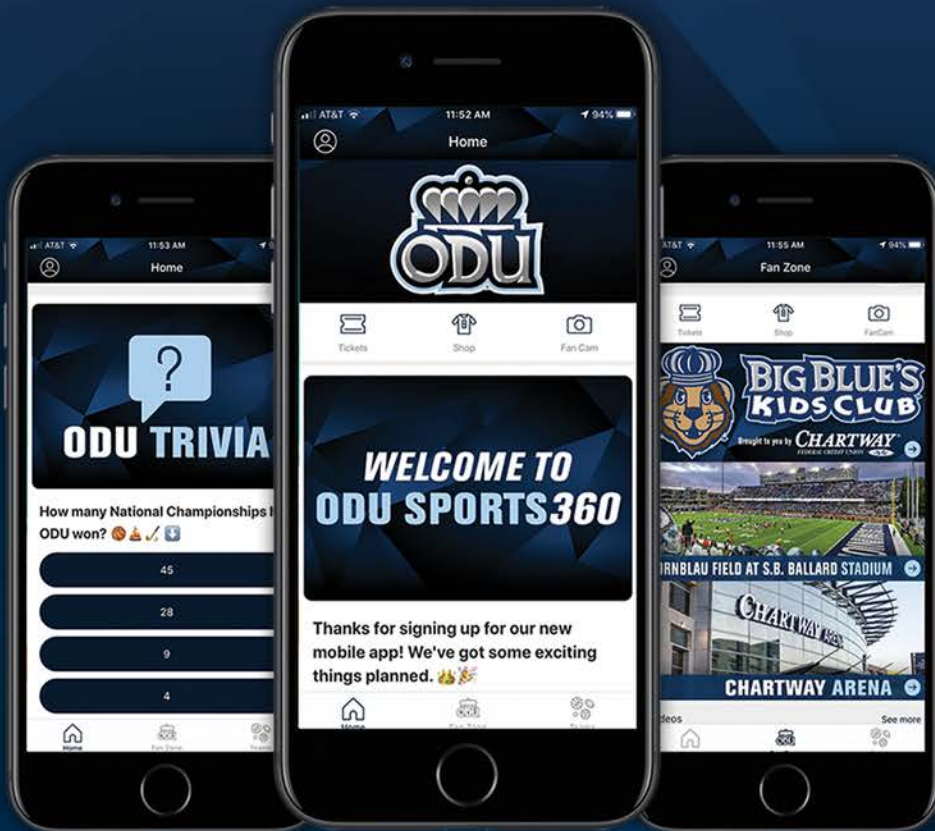 AT&T
11:53 AM
Home
?
ODU TRIVIA
How many National Championships
ODU won?
45
28
9
4
Home
Fan Zone
Teams
AT&T
11:52 AM
94%
Home
ODU
Tickets
Shop
Fan Cam
WELCOME TO
ODU SPORTS360
Thanks for signing up for our new
mobile app! We've got some exciting
things planned.
Home
Fan Zone
Teams
AT&T
11:55 AM
94%
Fan Zone
Tickets
Shop
FanCam
BIG BLUE'S
KIDS CLUB
Brought to you by CHARTWAY
FEDERAL CREDIT UNION
RNBLAU FIELD AT S.B. BALLARD STADIUM
CHARTWAY ARENA
CHARTWAY ARENA
deos
See more